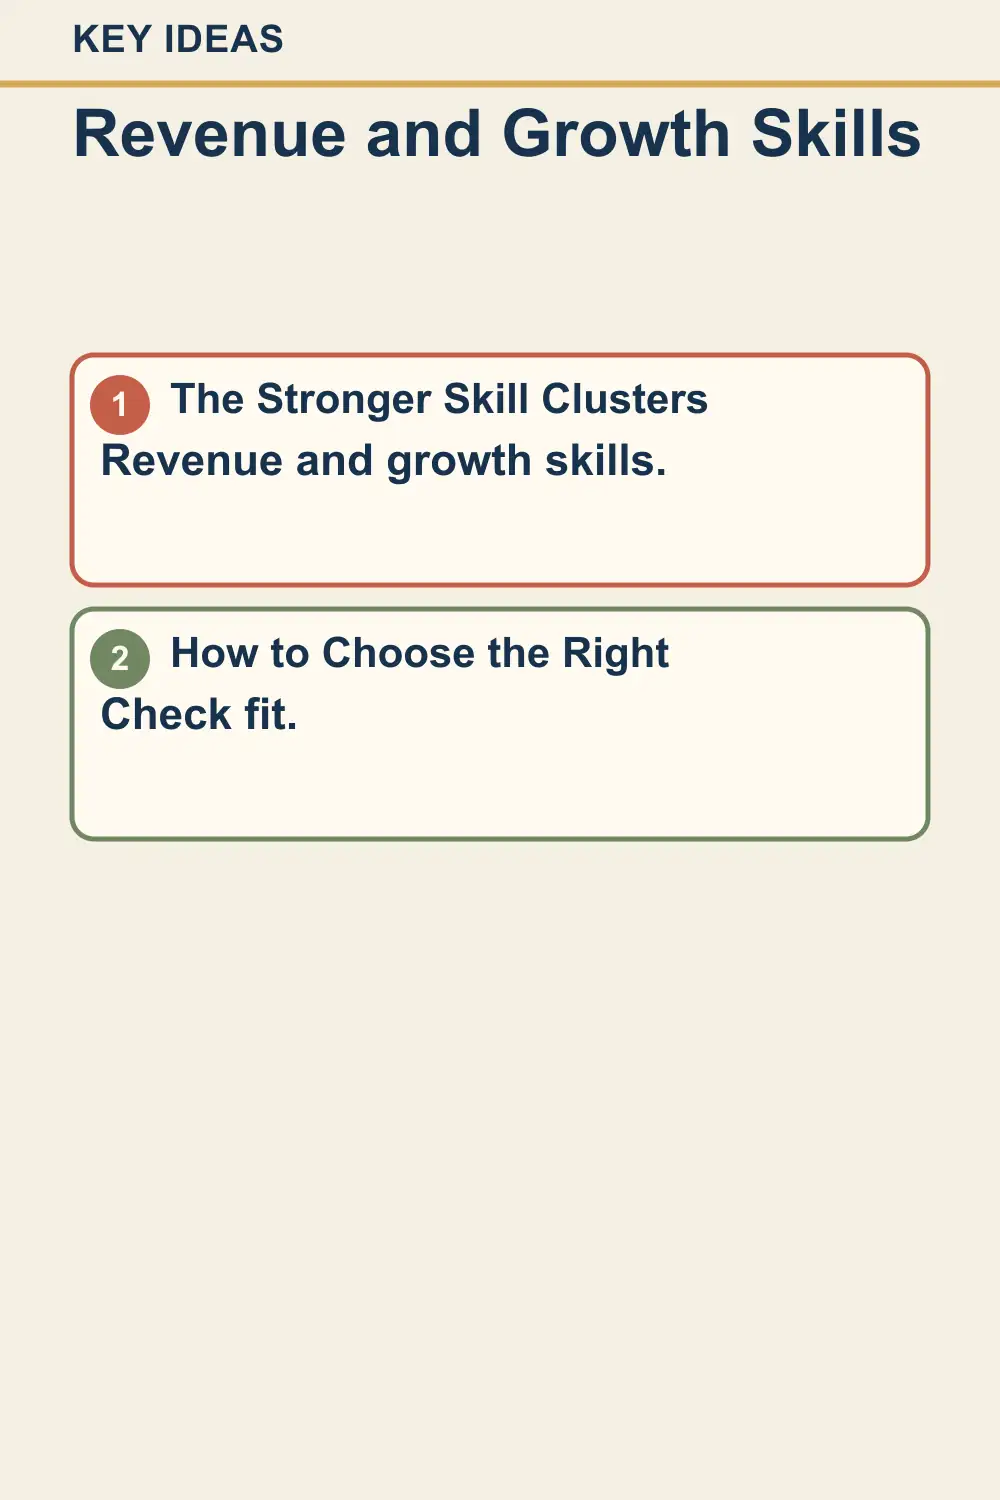 KEY IDEAS
Revenue and Growth Skills
1 The Stronger Skill Clusters
Revenue and growth skills.
2 How to Choose the Right
Check fit.